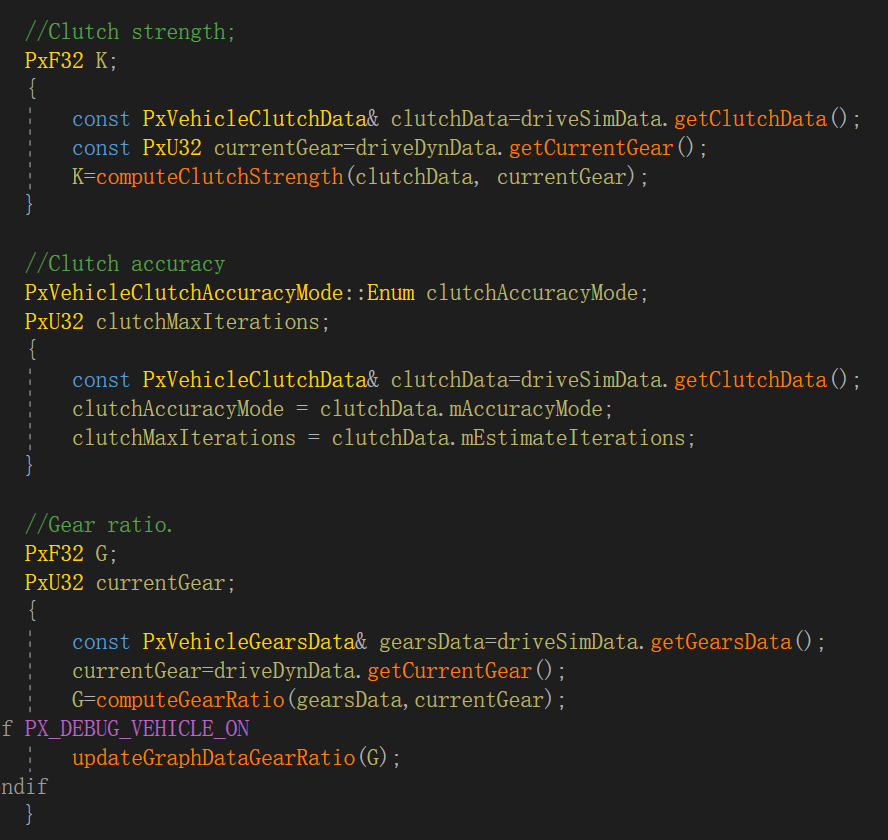 //Clutch strength;
PxF32 K;
{
const PxVehicleClutchData& clutchData=driveSimData.getClutchData();
const PxU32 currentGear=driveDynData.getCurrentGear();
K=computeClutchStrength(clutchData, currentGear);
}
//Clutch accuracy
PxVehicleClutchAccuracyMode::Enum clutchAccuracyMode;
PxU32 clutchMaxIterations;
{
const PxVehicleClutchData& clutchData=driveSimData.getClutchData();
clutchAccuracyMode = clutchData.mAccuracyMode;
clutchMaxIterations = clutchData.mEstimateIterations;
}
//Gear ratio.
PxF32 G;
PxU32 currentGear;
{
const PxVehicleGearsData& gearsData=driveSimData.getGearsData();
currentGear=driveDynData.getCurrentGear();
G=computeGearRatio(gearsData,currentGear);
f PX_DEBUG_VEHICLE_ON
updateGraphDataGearRatio(G);
ndif
}